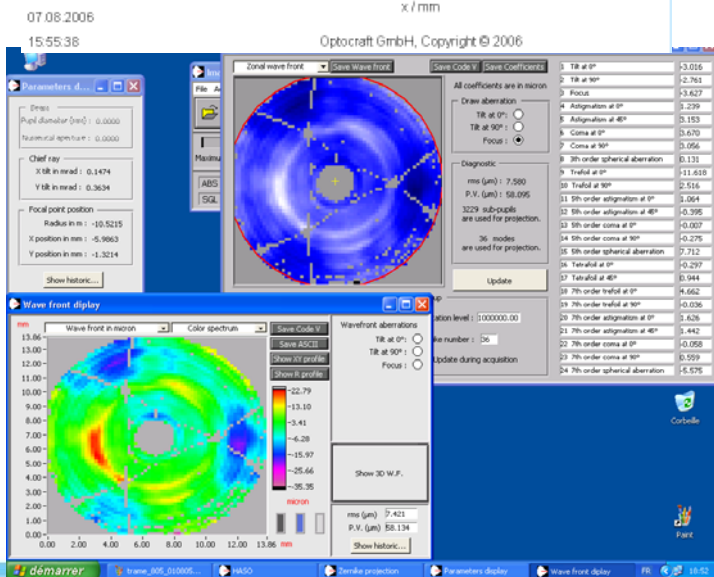 x / mm
07.08.2006
15:55:38
Optocraft GmbH, Copyright © 2006
Parameters d...
Beam
Pupil diameter (mm) : 0.0000
Numerical aperture : 0.0000
Chief ray
X tilt in mrad : 0.1474
Y tilt in mrad : 0.3634
Focal point position
Radius in m : -10.5215
X position in mm : -5.9863
Y position in mm : -1.3214
Show historic...
File
Maximu
ABS
SGL
Zonal wave front
Save Wave front
Save Code V
Save Coefficients
All coefficients are in micron
Draw aberration
Tilt at 0° :
Tilt at 90° :
Focus :
Diagnostic
rms (µm) : 7.580
P.V. (µm) : 58.095
3229 sub-pupils
are used for projection.
36 modes
are used for projection.
Update
ation level : 1000000.00
ke number : 36
Update during acquisition
1 Tilt at 0° -3.016
2 Tilt at 90° -2.761
3 Focus -3.627
4 Astigmatism at 0° 1.239
5 Astigmatism at 45° 3.153
6 Coma at 0° 3.670
7 Coma at 90° 3.056
8 3th order spherical aberration 0.131
9 Trefoil at 0° -11.618
10 Trefoil at 90° 2.516
11 5th order astigmatism at 0° 1.064
12 5th order astigmatism at 45° -0.395
13 5th order coma at 0° -0.007
14 5th order coma at 90° -0.275
15 5th order spherical aberration 7.712
16 Tetrafoil at 0° -0.297
17 Tetrafoil at 45° 0.944
18 7th order trefoil at 0° 4.662
19 7th order trefoil at 90° -0.036
20 7th order astigmatism at 0° 1.626
21 7th order astigmatism at 45° 1.442
22 7th order coma at 0° -0.058
23 7th order coma at 90° 0.559
24 7th order spherical aberration -5.575
Wave front diplay
mm
Wave front in micron
Color spectrum
Save Code V
Save ASCII
Show XY profile
Show R profile
13.86
12.00
11.00
10.00
9.00
8.00
7.00
6.00
5.00
4.00
3.00
2.00
1.00
0.00
0.00 2.00 4.00 6.00 8.00 10.00 12.00 13.86 mm
22.79
13.10
3.41
-6.28
-15.97
-25.66
-35.35
micron
Wavefront aberrations
Tilt at 0° :
Tilt at 90° :
Focus :
Show 3D W.F.
rms (µm) 7.421
P.V. (µm) 58.134
Show historic...
Corbeille
Paint
démarrer
trame_805_010805...
HASO
Zernike projection
Parameters display
Wave front diplay
FR
18:52